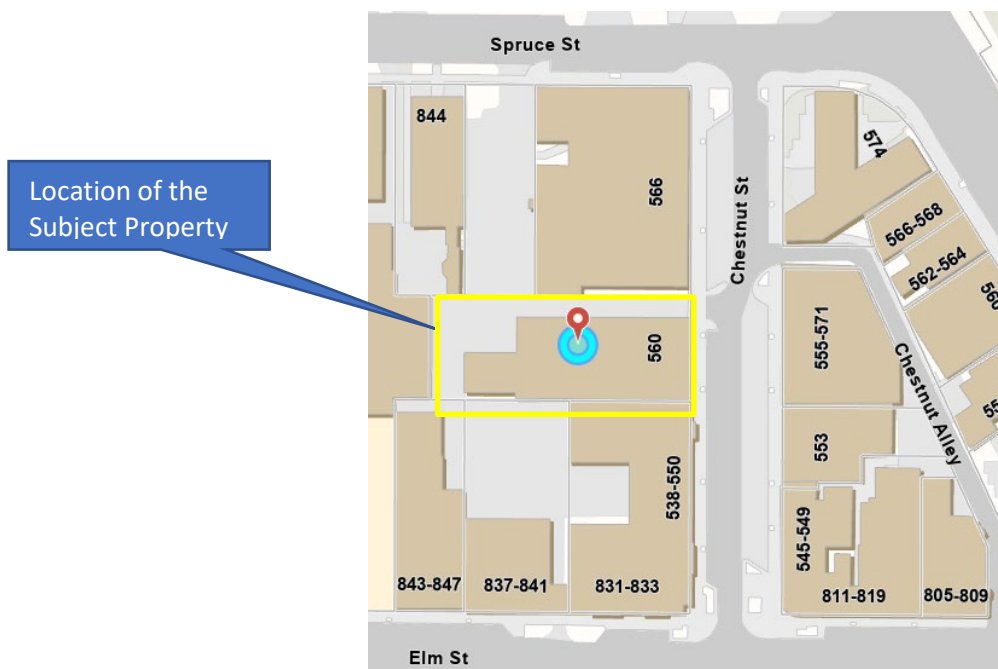 Spruce St
844
574
566
Location of the
Subject Property
Chestnut St
566-568
562-564
560
560
555-571
Chestnut Alley
553
538-550
545-549
843-847
837-841
831-833
811-819
805-809
Elm St